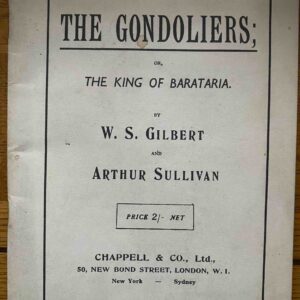 THE GONDOLIERS;
OR,
THE KING OF BARATARIA.
BY
W. S. GILBERT
AND
ARTHUR SULLIVAN
PRICE 2/- NET
CHAPPELL & CO., Ltd.,
50, NEW BOND STREET, LONDON, W. 1.
New York — Sydney